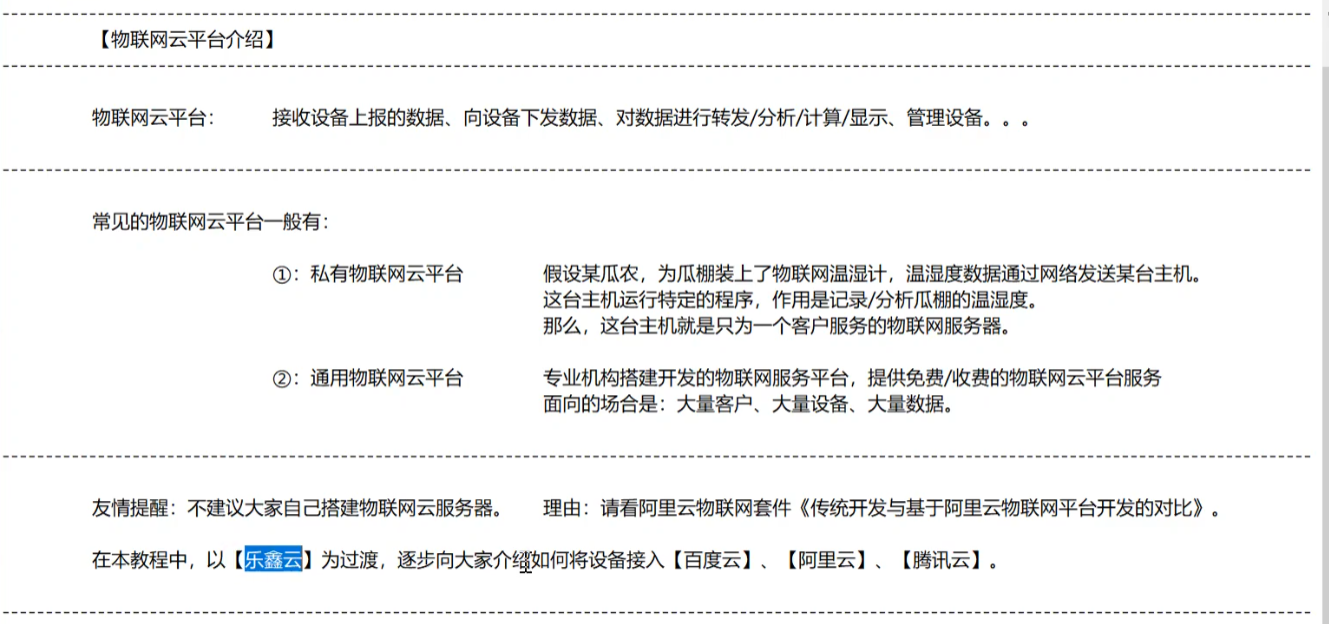 【物联网云平台介绍】
物联网云平台： 接收设备上报的数据、向设备下发数据、对数据进行转发/分析/计算/显示、管理设备。。。
常见的物联网云平台一般有：
①：私有物联网云平台 假设某瓜农，为瓜棚装上了物联网温湿计，温湿度数据通过网络发送某台主机。
这台主机运行特定的程序，作用是记录/分析瓜棚的温湿度。
那么，这台主机就是只为一个客户服务的物联网服务器。
②：通用物联网云平台 专业机构搭建开发的物联网服务平台，提供免费/收费的物联网云平台服务
面向的场合是：大量客户、大量设备、大量数据。
友情提醒：不建议大家自己搭建物联网云服务器。 理由：请看阿里云物联网套件《传统开发与基于阿里云物联网平台开发的对比》。
在本教程中，以【乐鑫云】为过渡，逐步向大家介绍如何将设备接入【百度云】、【阿里云】、【腾讯云】。